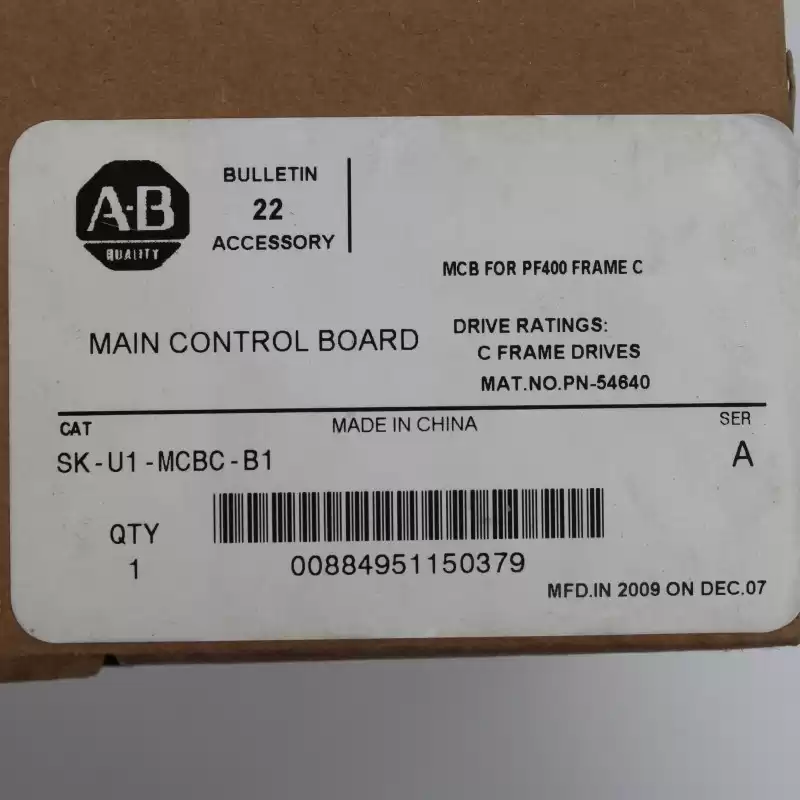 A-B
QUALITY
BULLETIN
22
ACCESSORY
MCB FOR PF400 FRAME C
MAIN CONTROL BOARD
DRIVE RATINGS:
C FRAME DRIVES
MAT.NO.PN-54640
CAT
MADE IN CHINA
SER
SK-U1-MCBC-B1
A
QTY
1
00884951150379
MFD.IN 2009 ON DEC.07